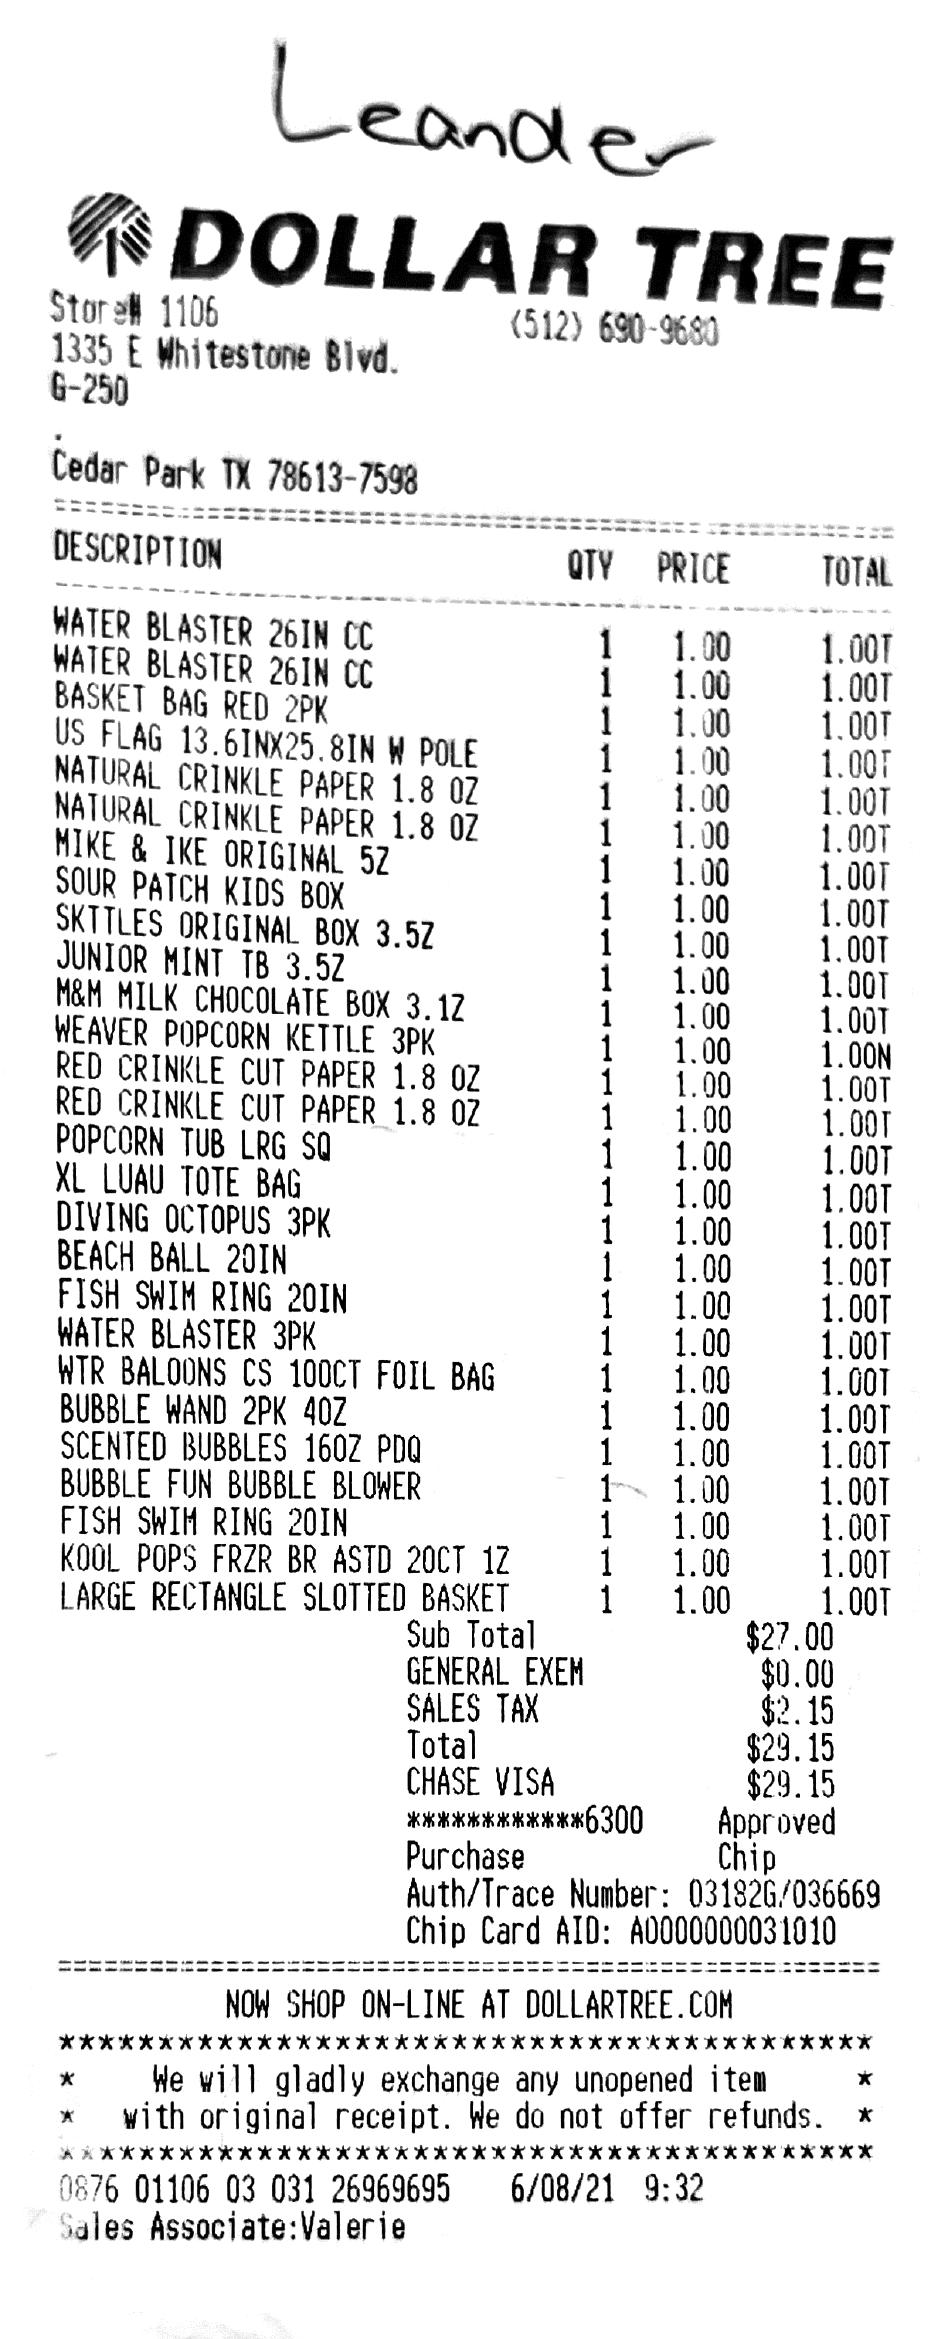 Leander
DOLLAR TREE
Store# 1106 (512) 690-9680
1335 E Whitestone Blvd.
G-250
.
Cedar Park TX 78613-7598
DESCRIPTION QTY PRICE TOTAL
WATER BLASTER 26IN CC 1 1.00 1.00T
WATER BLASTER 26IN CC 1 1.00 1.00T
BASKET BAG RED 2PK 1 1.00 1.00T
US FLAG 13.6INX25.8IN W POLE 1 1.00 1.00T
NATURAL CRINKLE PAPER 1.8 OZ 1 1.00 1.00T
NATURAL CRINKLE PAPER 1.8 OZ 1 1.00 1.00T
MIKE & IKE ORIGINAL 5Z 1 1.00 1.00T
SOUR PATCH KIDS BOX 1 1.00 1.00T
SKTTLES ORIGINAL BOX 3.5Z 1 1.00 1.00T
JUNIOR MINT TB 3.5Z 1 1.00 1.00T
M&M MILK CHOCOLATE BOX 3.1Z 1 1.00 1.00T
WEAVER POPCORN KETTLE 3PK 1 1.00 1.00N
RED CRINKLE CUT PAPER 1.8 OZ 1 1.00 1.00T
RED CRINKLE CUT PAPER 1.8 OZ 1 1.00 1.00T
POPCORN TUB LRG SQ 1 1.00 1.00T
XL LUAU TOTE BAG 1 1.00 1.00T
DIVING OCTOPUS 3PK 1 1.00 1.00T
BEACH BALL 20IN 1 1.00 1.00T
FISH SWIM RING 20IN 1 1.00 1.00T
WATER BLASTER 3PK 1 1.00 1.00T
WTR BALOONS CS 100CT FOIL BAG 1 1.00 1.00T
BUBBLE WAND 2PK 4OZ 1 1.00 1.00T
SCENTED BUBBLES 16OZ PDQ 1 1.00 1.00T
BUBBLE FUN BUBBLE BLOWER 1 1.00 1.00T
FISH SWIM RING 20IN 1 1.00 1.00T
KOOL POPS FRZR BR ASTD 20CT 1Z 1 1.00 1.00T
LARGE RECTANGLE SLOTTED BASKET 1 1.00 1.00T
Sub Total $27.00
GENERAL EXEM $0.00
SALES TAX $2.15
Total $29.15
CHASE VISA $29.15
************6300 Approved
Purchase Chip
Auth/Trace Number: 03182G/036669
Chip Card AID: A0000000031010
NOW SHOP ON-LINE AT DOLLARTREE.COM
*****************************************
* We will gladly exchange any unopened item *
* with original receipt. We do not offer refunds. *
*****************************************
0876 01106 03 031 26969695 6/08/21 9:32
Sales Associate:Valerie